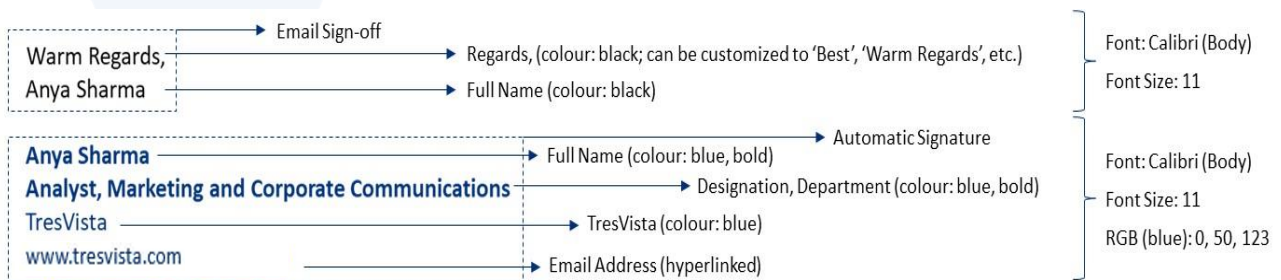 Email Sign-off
Warm Regards,
Regards, (colour: black; can be customized to ‘Best’, ‘Warm Regards’, etc.)
Anya Sharma
Full Name (colour: black)
Font: Calibri (Body)
Font Size: 11
Automatic Signature
Anya Sharma
Full Name (colour: blue, bold)
Analyst, Marketing and Corporate Communications
Designation, Department (colour: blue, bold)
TresVista
TresVista (colour: blue)
www.tresvista.com
Email Address (hyperlinked)
Font: Calibri (Body)
Font Size: 11
RGB (blue): 0, 50, 123